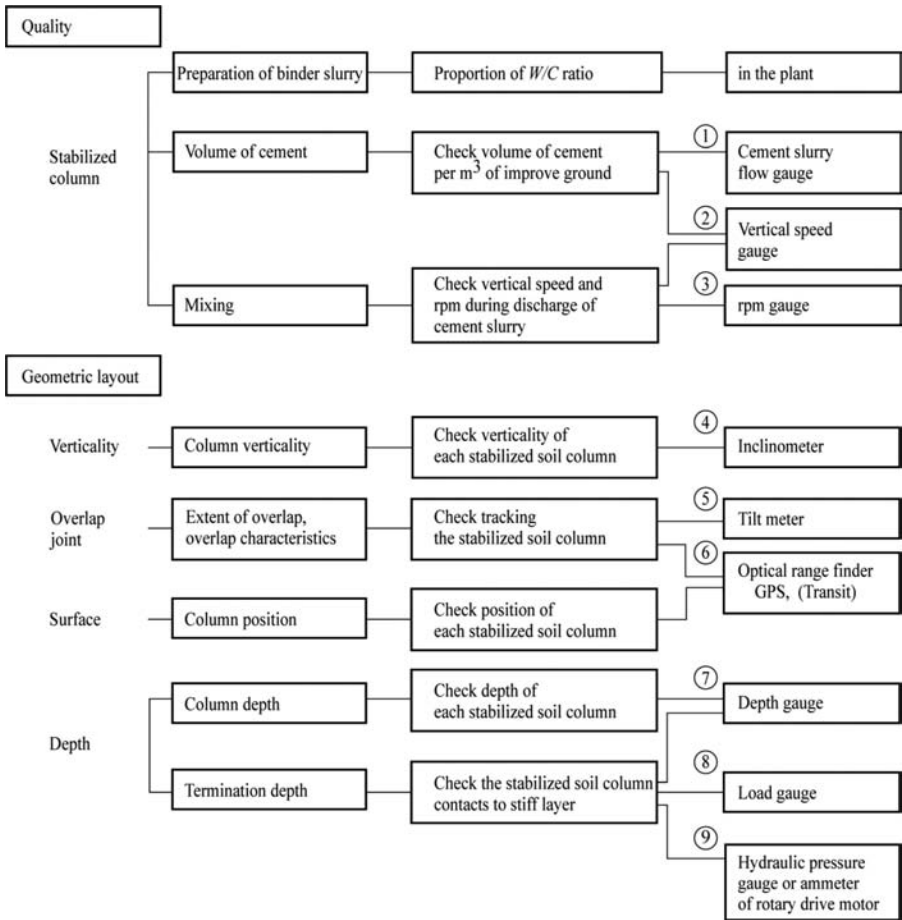 Quality
Preparation of binder slurry
Proportion of W/C ratio
in the plant
Stabilized
column
Volume of cement
Check volume of cement
per m³ of improve ground
①
Cement slurry
flow gauge
②
Vertical speed
gauge
Mixing
Check vertical speed and
rpm during discharge of
cement slurry
③
rpm gauge
Geometric layout
Verticality
Column verticality
Check verticality of
each stabilized soil column
④
Inclinometer
Overlap
joint
Extent of overlap,
overlap characteristics
Check tracking
the stabilized soil column
⑤
Tilt meter
⑥
Optical range finder
GPS, (Transit)
Surface
Column position
Check position of
each stabilized soil column
Depth
Column depth
Check depth of
each stabilized soil column
⑦
Depth gauge
Termination depth
Check the stabilized soil column
contacts to stiff layer
⑧
Load gauge
⑨
Hydraulic pressure
gauge or ammeter
of rotary drive motor